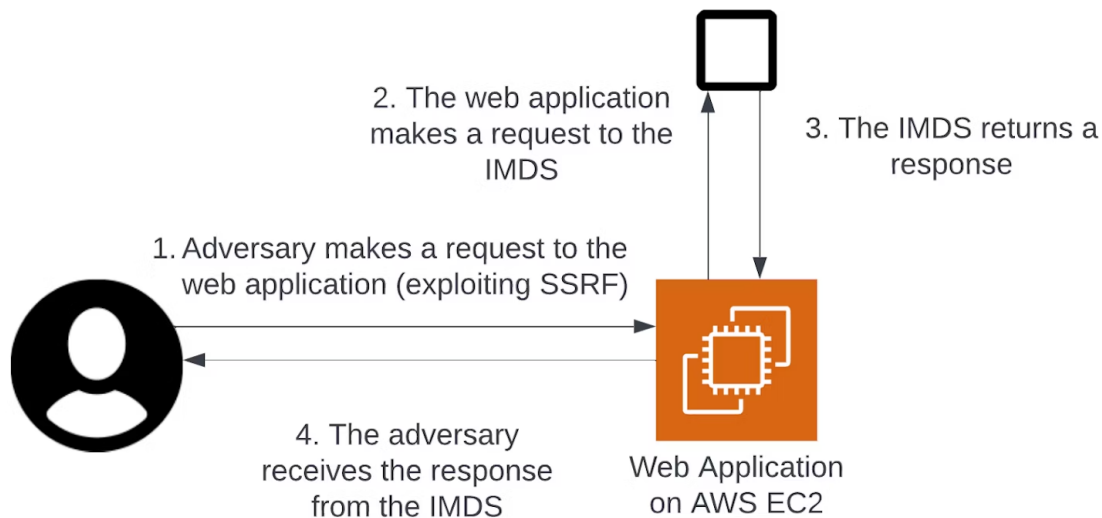 2. The web application
makes a request to the
IMDS
3. The IMDS returns a
response
1. Adversary makes a request to the
web application (exploiting SSRF)
4. The adversary
receives the response
from the IMDS
Web Application
on AWS EC2